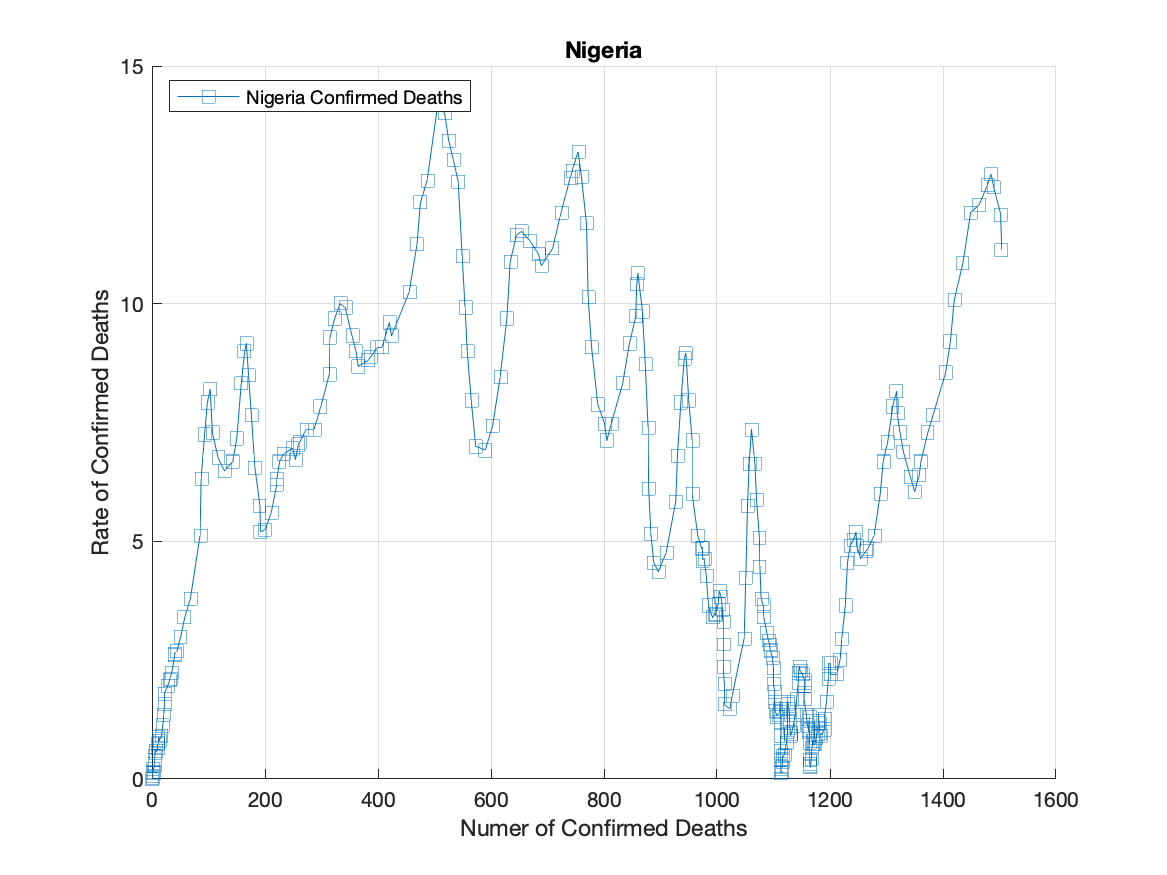 Nigeria
15
Nigeria Confirmed Deaths
10
5
0
Rate of Confirmed Deaths
0 200 400 600 800 1000 1200 1400 1600
Numer of Confirmed Deaths